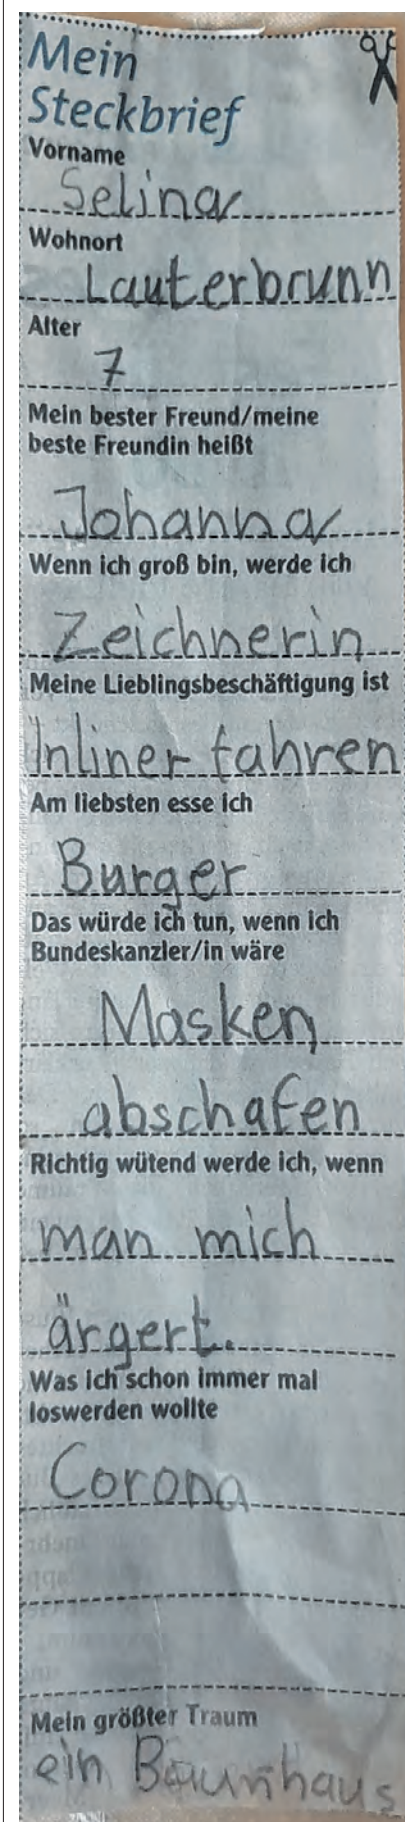 Mein
Steckbrief
Vorname
Selina
Wohnort
Lauterbrunn
Alter
7
Mein bester Freund/meine
beste Freundin heißt
Johanna
Wenn ich groß bin, werde ich
Zeichnerin
Meine Lieblingsbeschäftigung ist
Inliner fahren
Am liebsten esse ich
Burger
Das würde ich tun, wenn ich
Bundeskanzler/in wäre
Masken
abschafen
Richtig wütend werde ich, wenn
man mich
ärgert.
Was ich schon immer mal
loswerden wollte
Corona
Mein größter Traum
ein Baumhaus